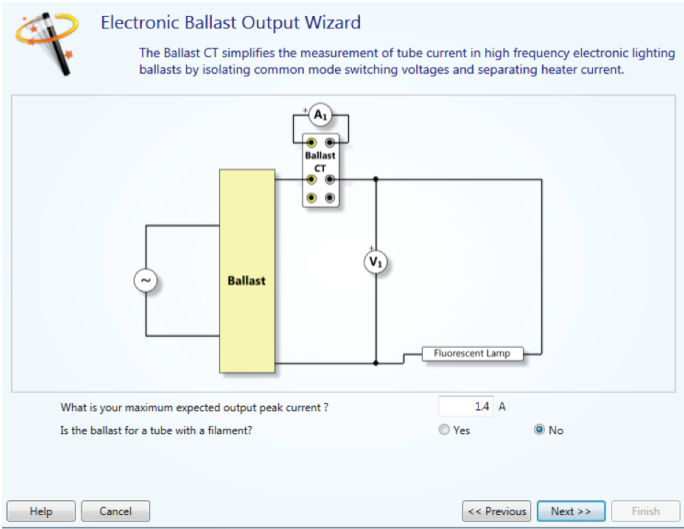 Electronic Ballast Output Wizard
The Ballast CT simplifies the measurement of tube current in high frequency electronic lighting
ballasts by isolating common mode switching voltages and separating heater current.
+
A1
Ballast
CT
+
V1
~
Ballast
Fluorescent Lamp
What is your maximum expected output peak current ?
1.4 A
Is the ballast for a tube with a filament?
Yes No
Help Cancel << Previous Next >> Finish